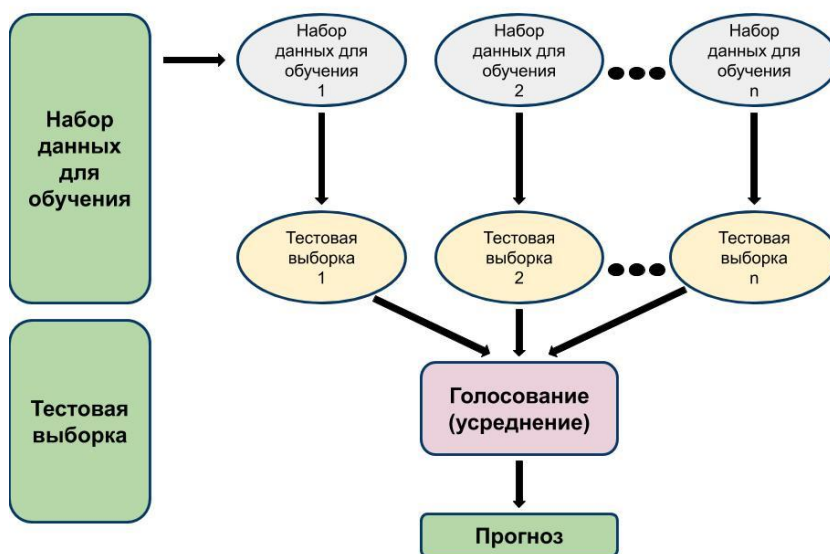 Набор
данных
для
обучения
Набор
данных для
обучения
1
Набор
данных для
обучения
2
Набор
данных для
обучения
n
Тестовая
выборка
1
Тестовая
выборка
2
Тестовая
выборка
n
Тестовая
выборка
Голосование
(усреднение)
Прогноз